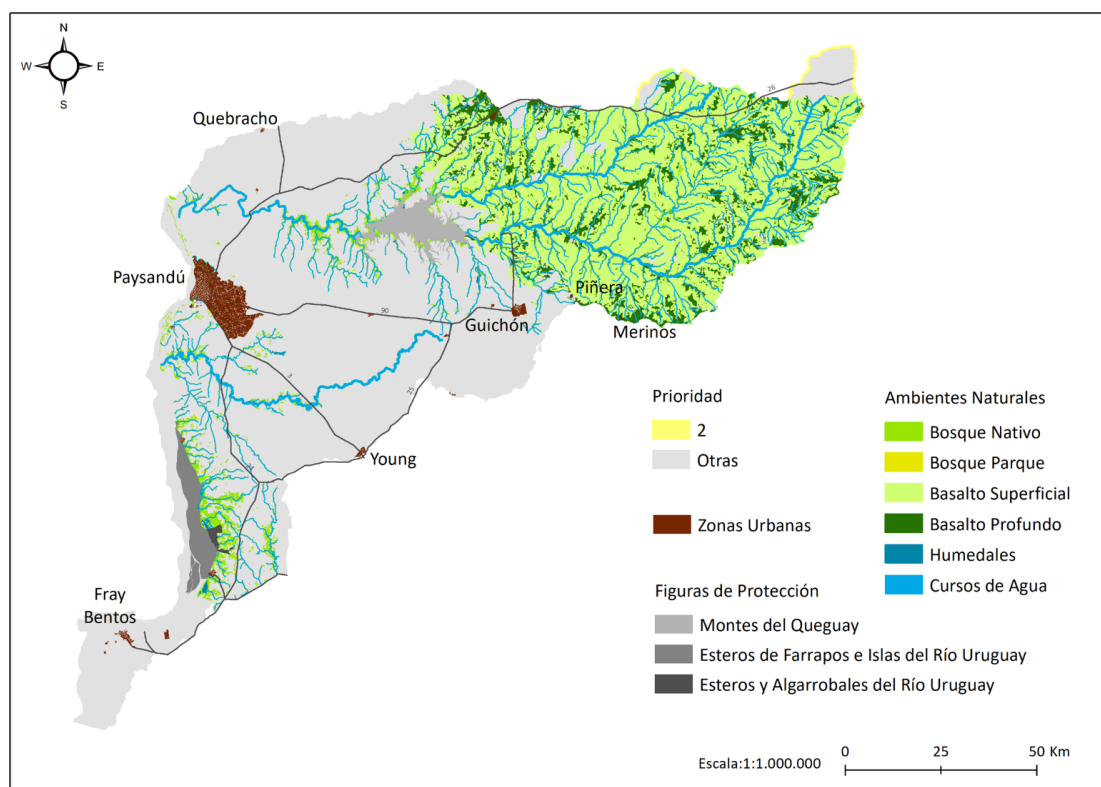 N
W
E
S
Quebracho
26
Paysandú
Piñera
90
Guichón
Merinos
3
25
Young
Fray
Bentos
Prioridad
2
Otras
Zonas Urbanas
Figuras de Protección
Montes del Queguay
Esteros de Farrapos e Islas del Río Uruguay
Esteros y Algarrobales del Río Uruguay
Ambientes Naturales
Bosque Nativo
Bosque Parque
Basalto Superficial
Basalto Profundo
Humedales
Cursos de Agua
Escala:1:1.000.000
0
25
50 Km